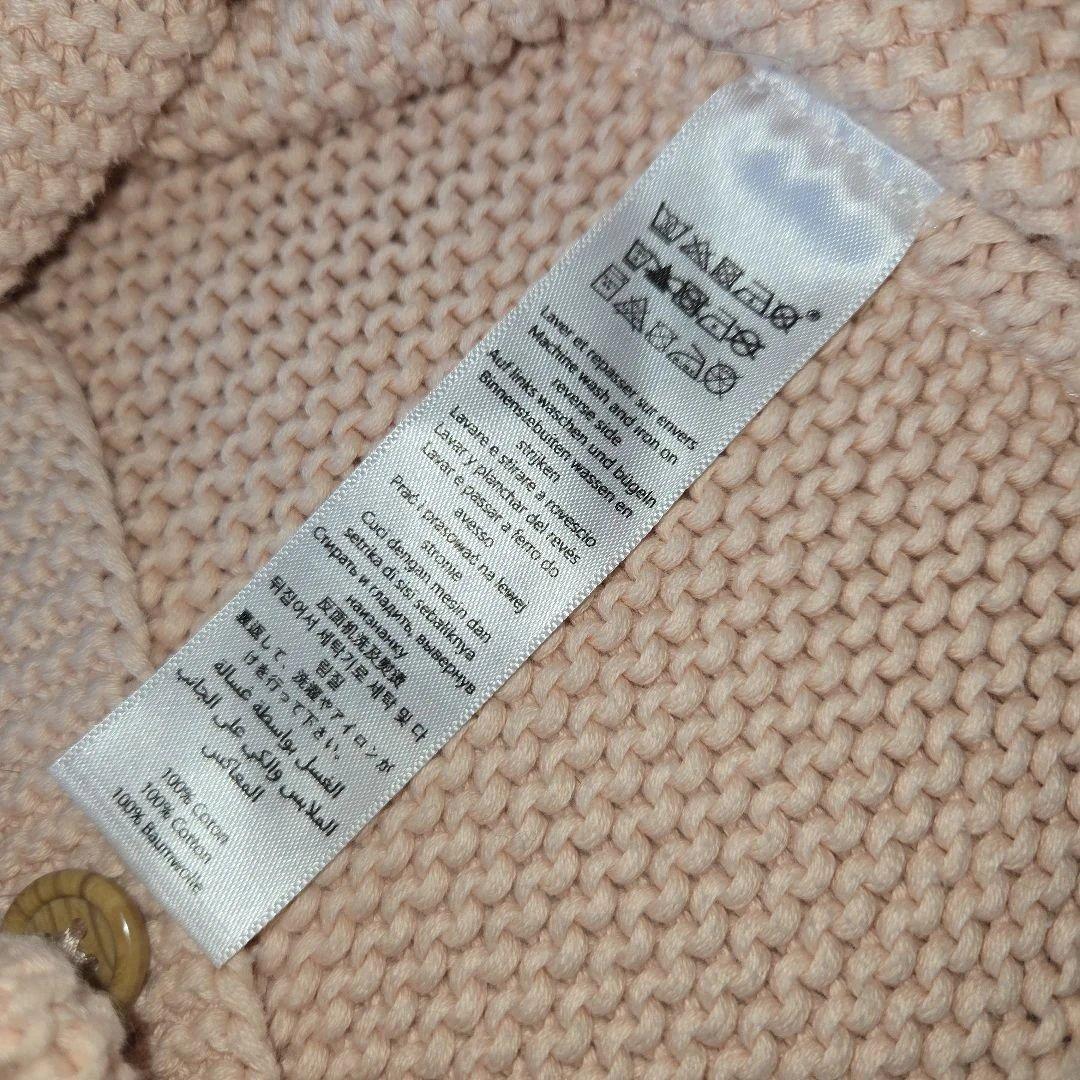 Laver et repasser sur envers
Machine wash and iron on
reverse side
Auf links waschen und bügeln
Binnenstebuiten wassen en
strijken
Lavare e stirare a rovescio
Lavar y planchar del revés
Lavar e passar a ferro do
avesso
Prać i prasować na lewej
stronie
Cuci dengan mesin dan
setrika di sisi sebaliknya
Стирать и гладить, вывернув
наизнанку
反面机洗及熨烫
뒤집어서 세탁기로 세탁 및 다
림질
裏返して、洗濯やアイロンが
けを行って下さい。
الغسيل بواسطة غسالة
الملابس والكي على الجانب
المعاكس
100% Coton
100% Cotton
100% Baumwolle